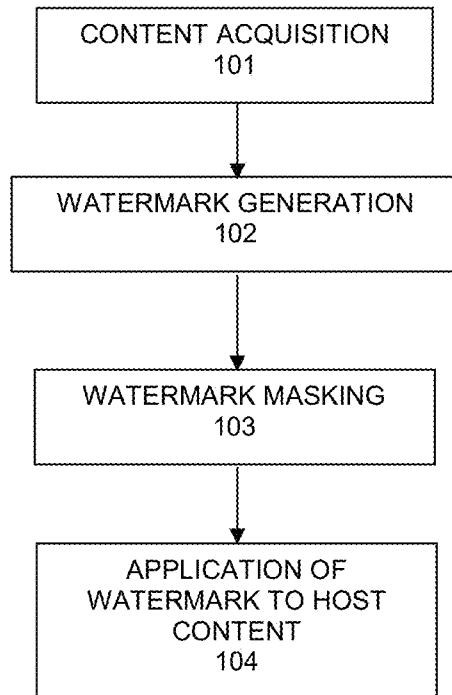 CONTENT ACQUISITION
101
WATERMARK GENERATION
102
WATERMARK MASKING
103
APPLICATION OF
WATERMARK TO HOST
CONTENT
104